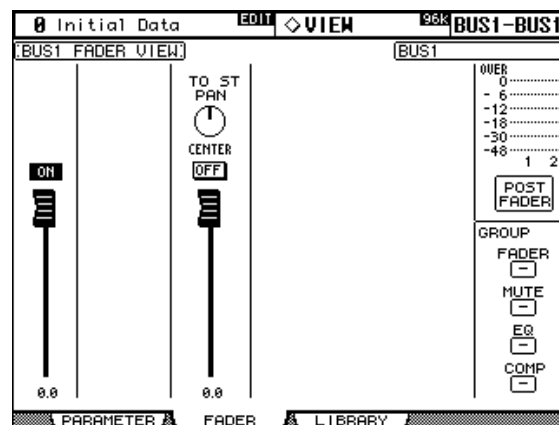 0 Initial Data EDIT ◇VIEW 96K BUS1-BUS1
BUS1 FADER VIEW
BUS1
TO ST
PAN
CENTER
ON
OFF
0.0
0.0
OVER
0
- 6
-12
-18
-30
-48
1 2
POST
FADER
GROUP
FADER
-
MUTE
-
EQ
-
COMP
-
PARAMETER FADER LIBRARY